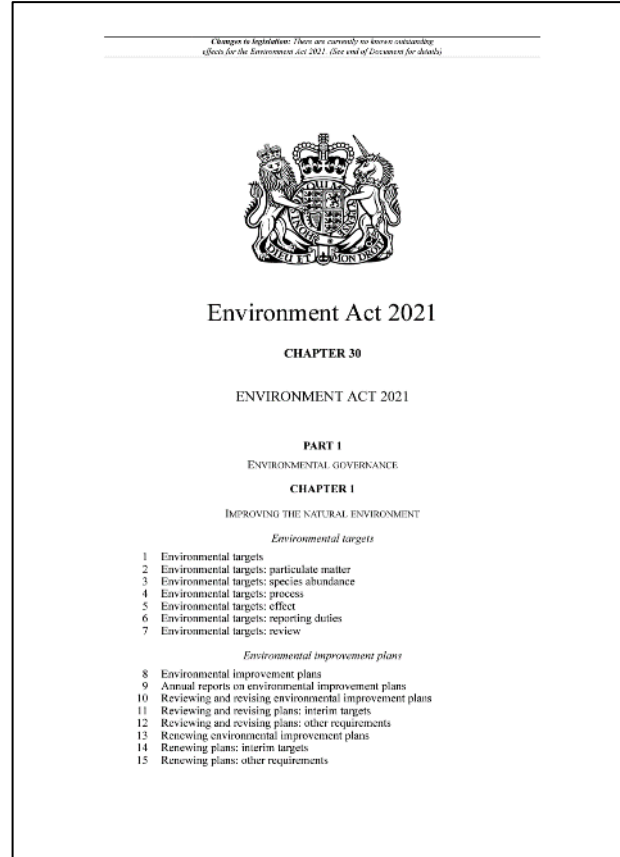 Changes to legislation: There are currently no known outstanding
effects for the Environment Act 2021. (See end of Document for details)
DIEU ET MON DROIT
Environment Act 2021
CHAPTER 30
ENVIRONMENT ACT 2021
PART 1
ENVIRONMENTAL GOVERNANCE
CHAPTER 1
IMPROVING THE NATURAL ENVIRONMENT
Environmental targets
1 Environmental targets
2 Environmental targets: particulate matter
3 Environmental targets: species abundance
4 Environmental targets: process
5 Environmental targets: effect
6 Environmental targets: reporting duties
7 Environmental targets: review
Environmental improvement plans
8 Environmental improvement plans
9 Annual reports on environmental improvement plans
10 Reviewing and revising environmental improvement plans
11 Reviewing and revising plans: interim targets
12 Reviewing and revising plans: other requirements
13 Renewing environmental improvement plans
14 Renewing plans: interim targets
15 Renewing plans: other requirements